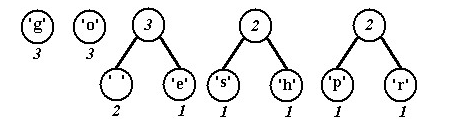 'g' 'o' 3 2 2
3 3
' ' 'e' 's' 'h' 'p' 'r'
2 1 1 1 1 1